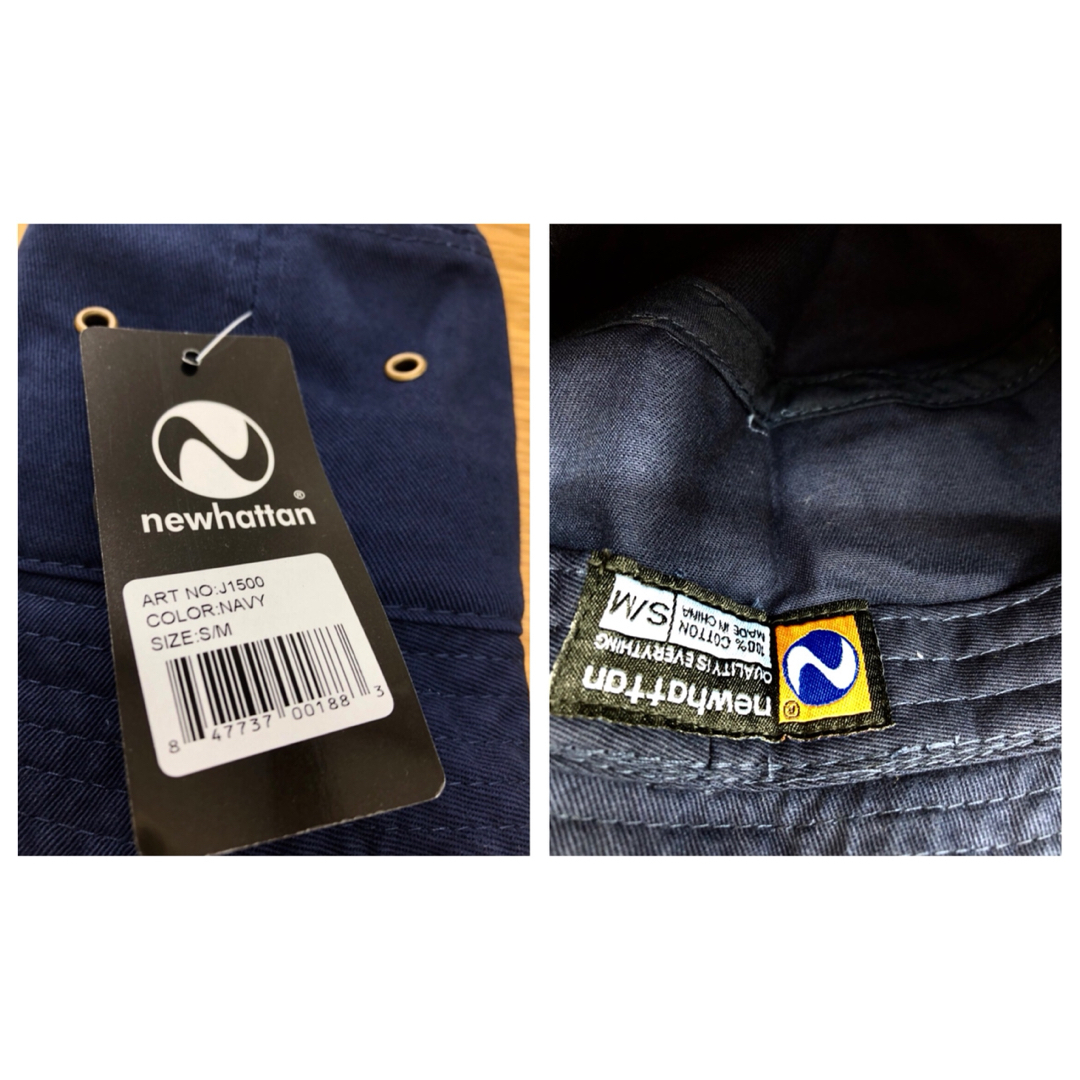 newhattan®
ART NO:J1500
COLOR:NAVY
SIZE:S/M
8 47737 00188 3
newhattan ®
QUALITY IS EVERYTHING
100% COTTON
MADE IN CHINA
S/M